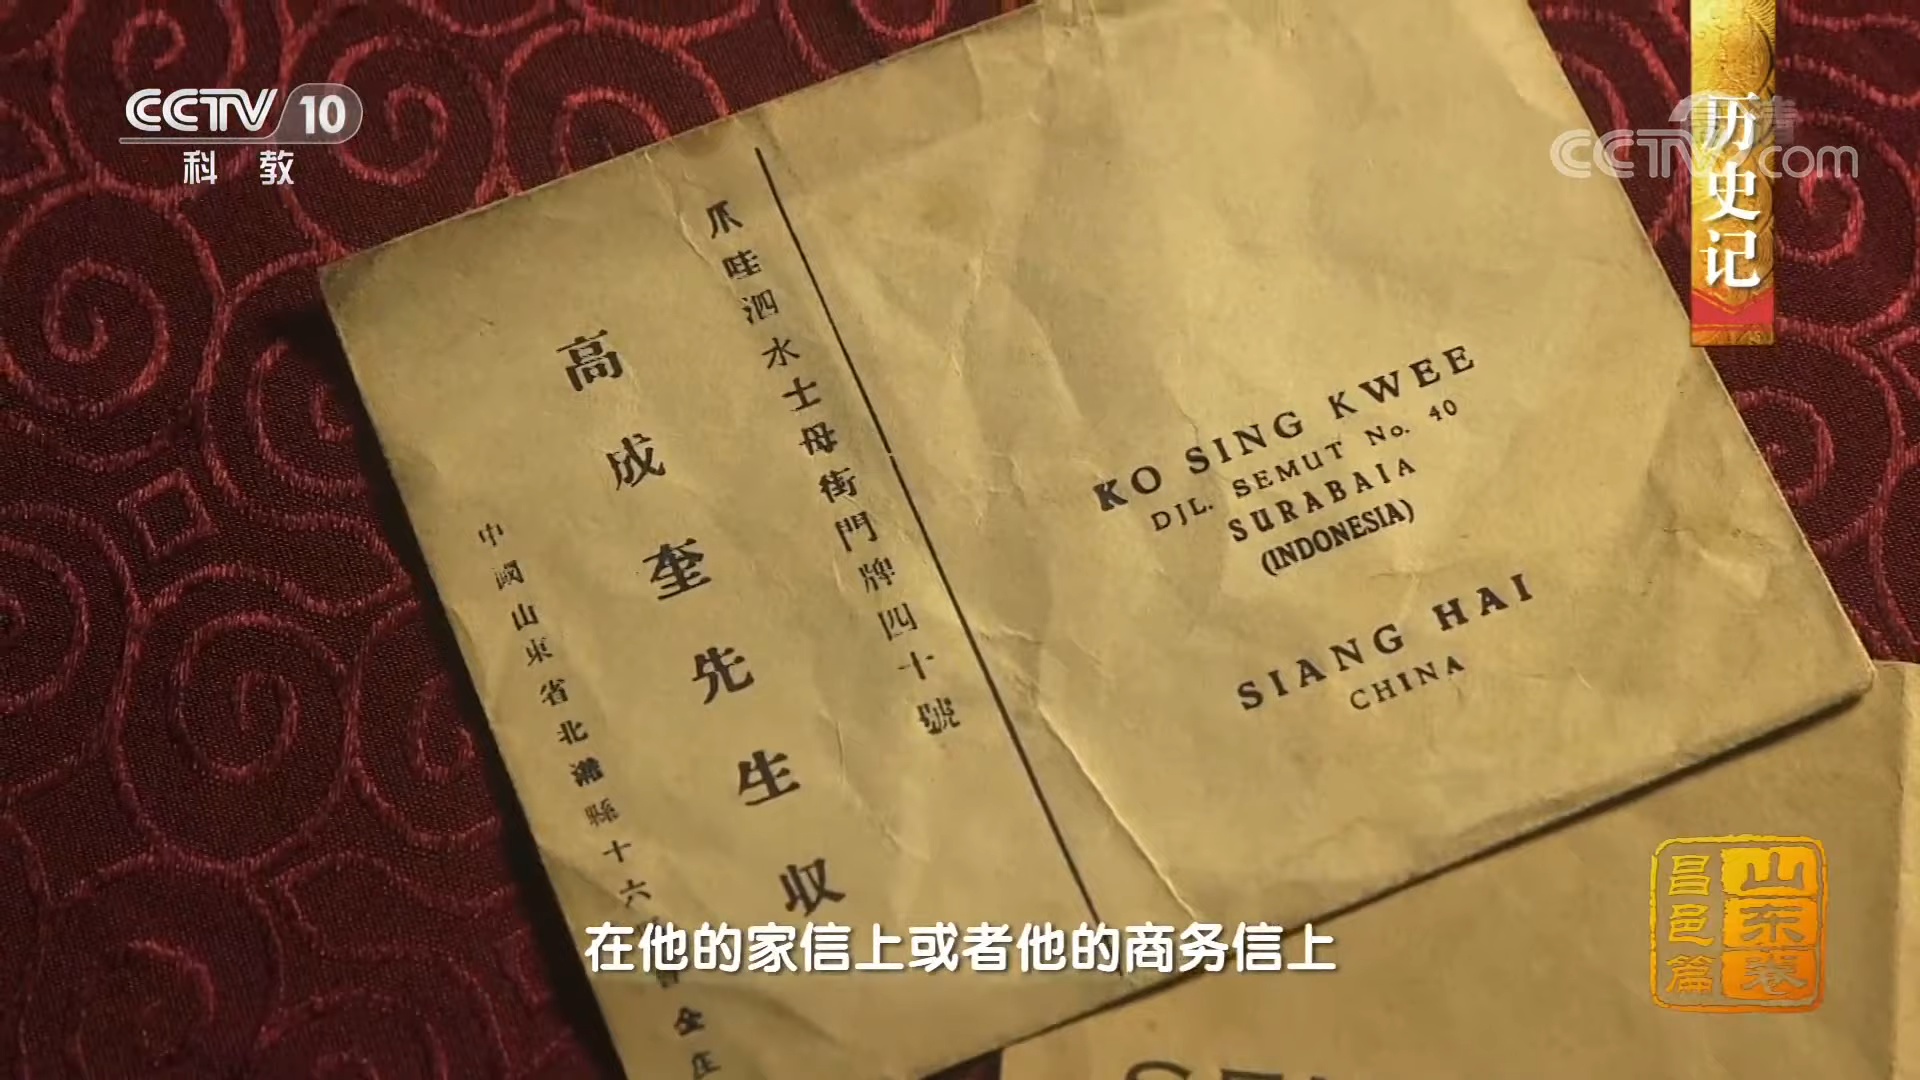 CCTV 10
科 教
CCTV.com
历史记
爪哇泗水士母街門牌四十號
高成奎先生收
中國山東省北濰縣十六
金庄
KO SING KWEE
DJL. SEMUT No. 40
SURABAIA
(INDONESIA)
SIANG HAI
CHINA
在他的家信上或者他的商务信上
山东卷
昌邑篇